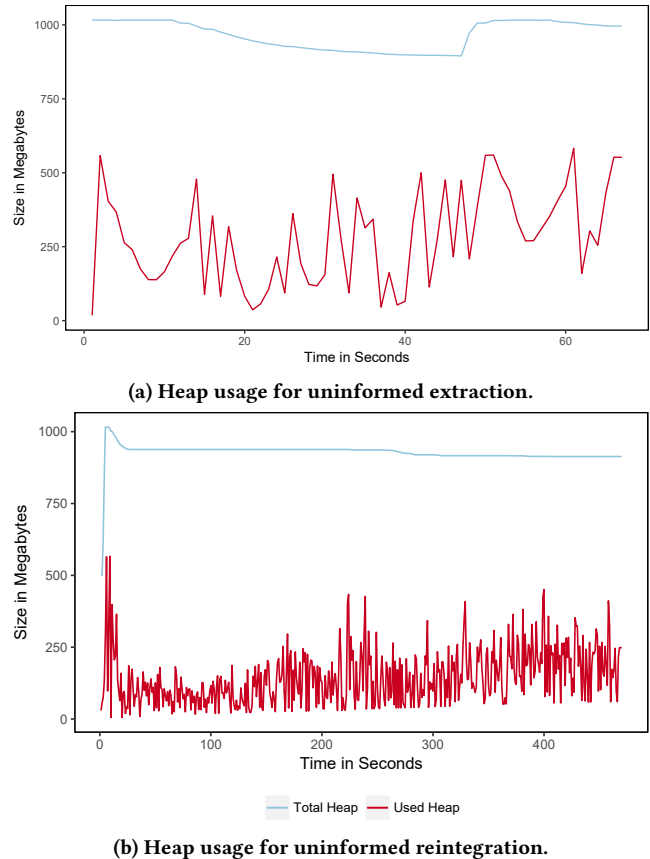 1000
750
500
250
0
Size in Megabytes
0
20
40
60
Time in Seconds
(a) Heap usage for uninformed extraction.
1000
750
500
250
0
Size in Megabytes
0
100
200
300
400
Time in Seconds
Total Heap
Used Heap
(b) Heap usage for uninformed reintegration.